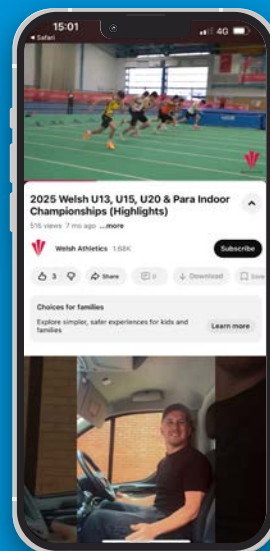 15:01
4G
Safari
2025 Welsh U13, U15, U20 & Para Indoor
Championships (Highlights)
516 views 7 mo ago ...more
Welsh Athletics 1.68K
Subscribe
3 Share 0 Download Save
Choices for families
Explore simpler, safer experiences for kids and
families
Learn more